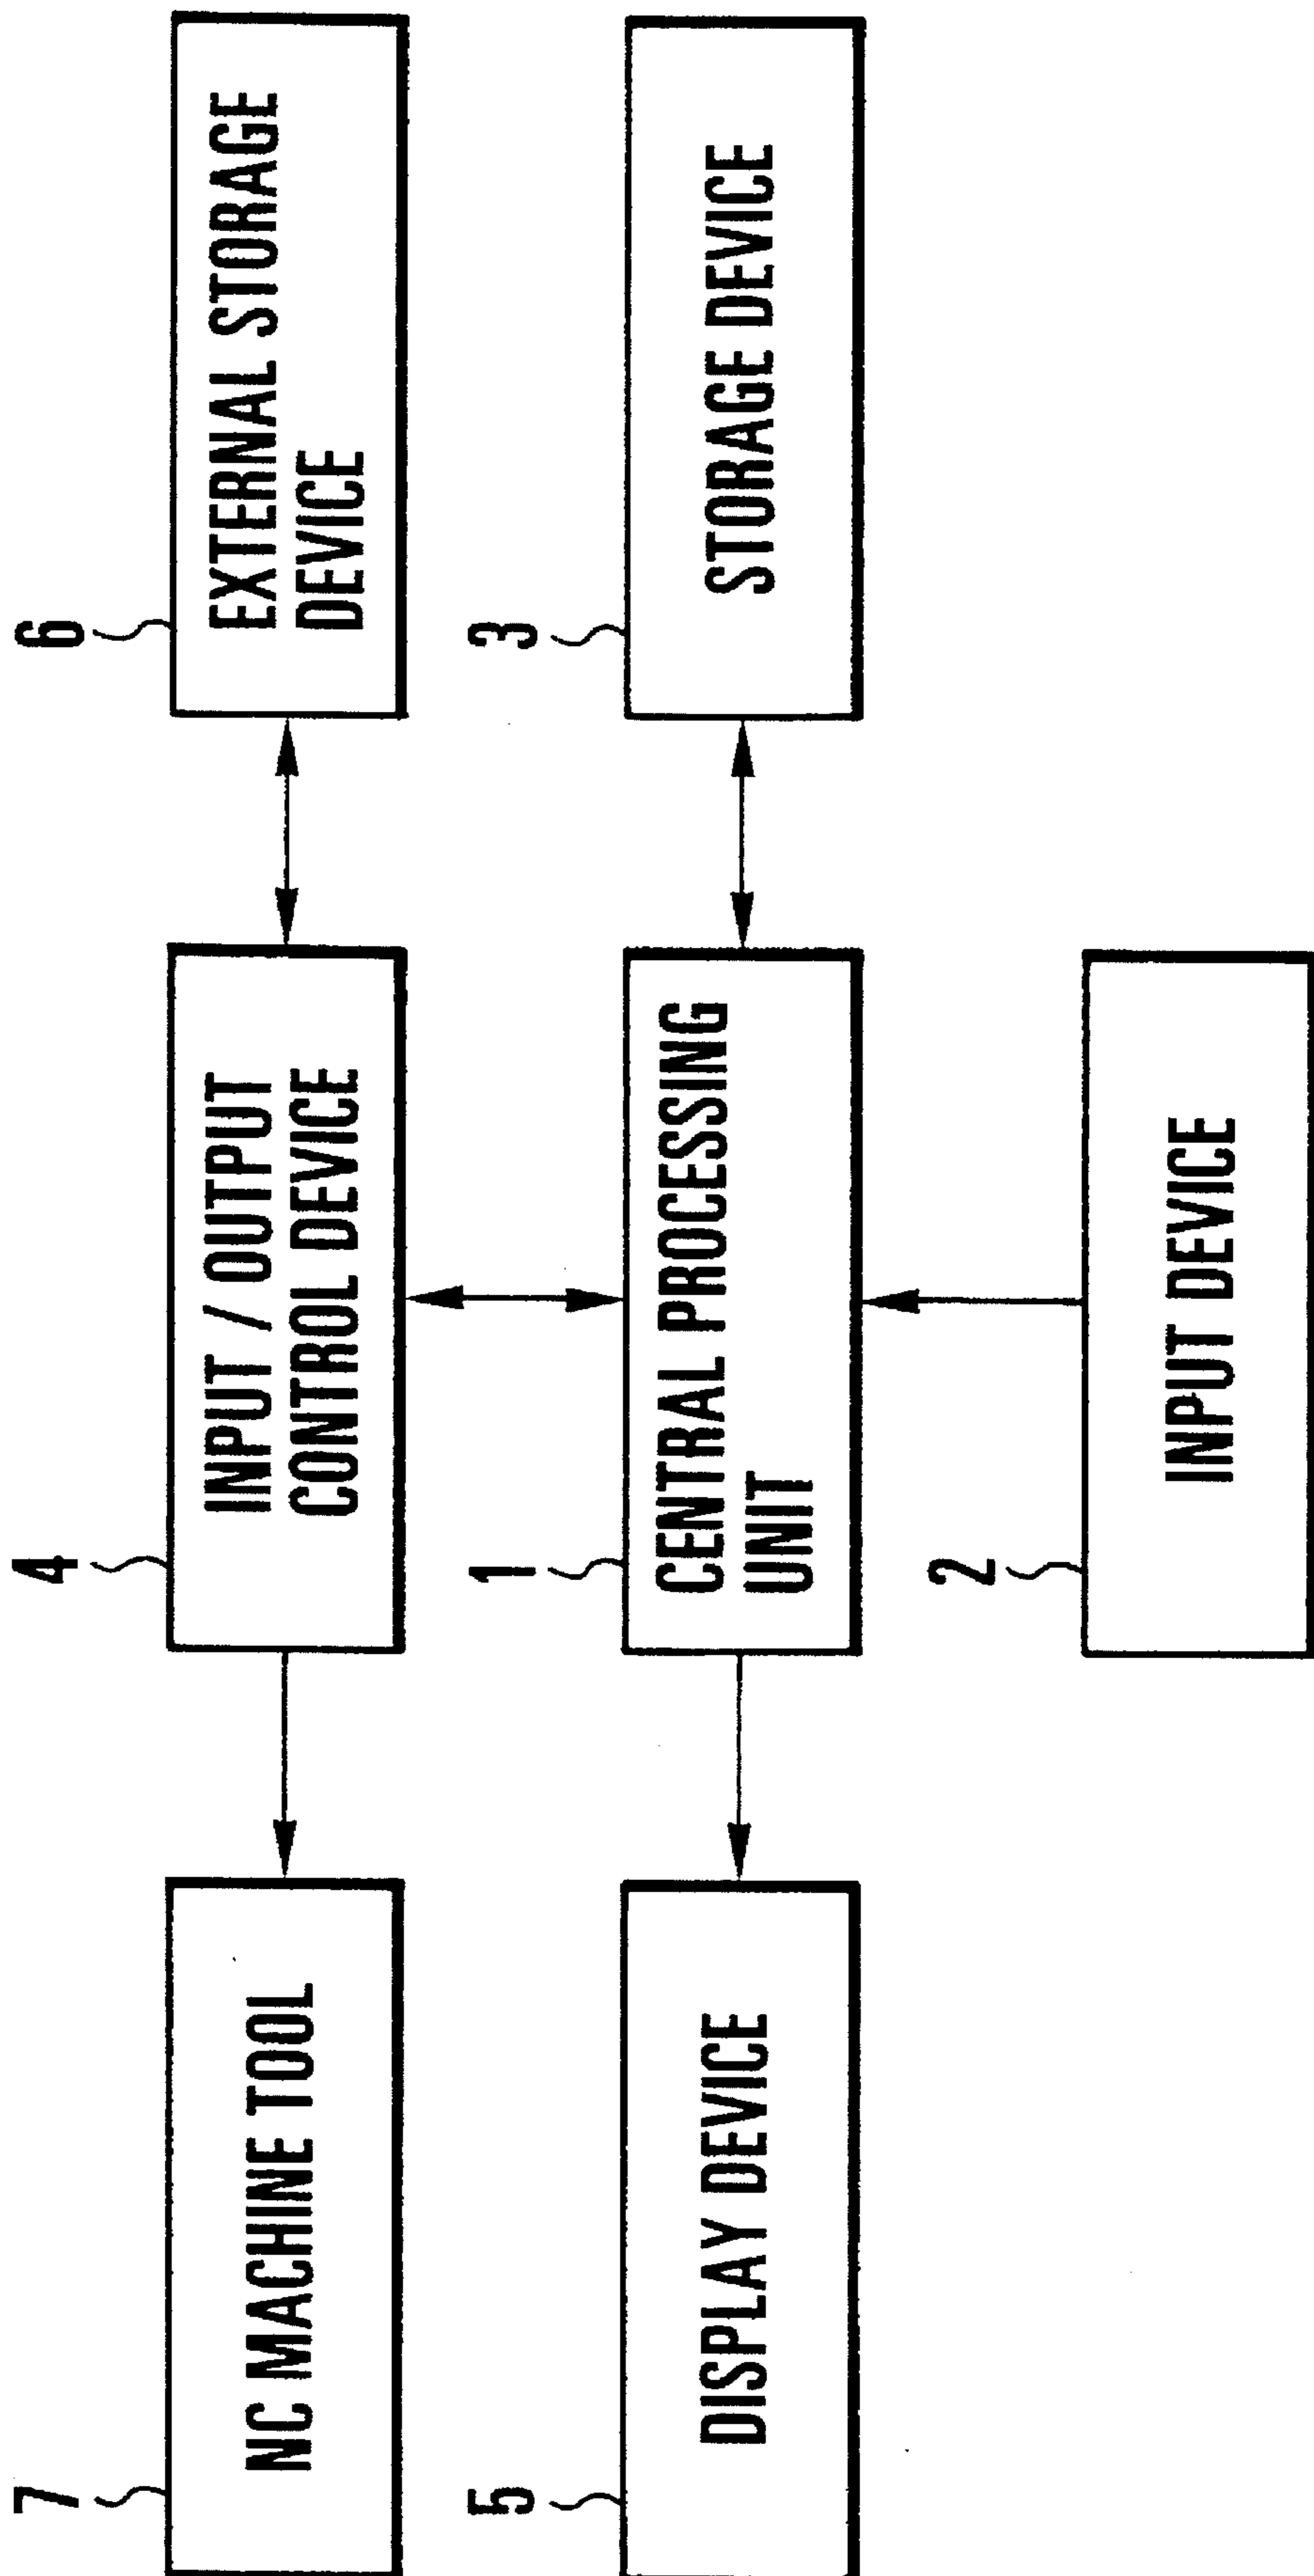 7
NC MACHINE TOOL
4
INPUT / OUTPUT
CONTROL DEVICE
6
EXTERNAL STORAGE
DEVICE
5
DISPLAY DEVICE
1
CENTRAL PROCESSING
UNIT
3
STORAGE DEVICE
2
INPUT DEVICE